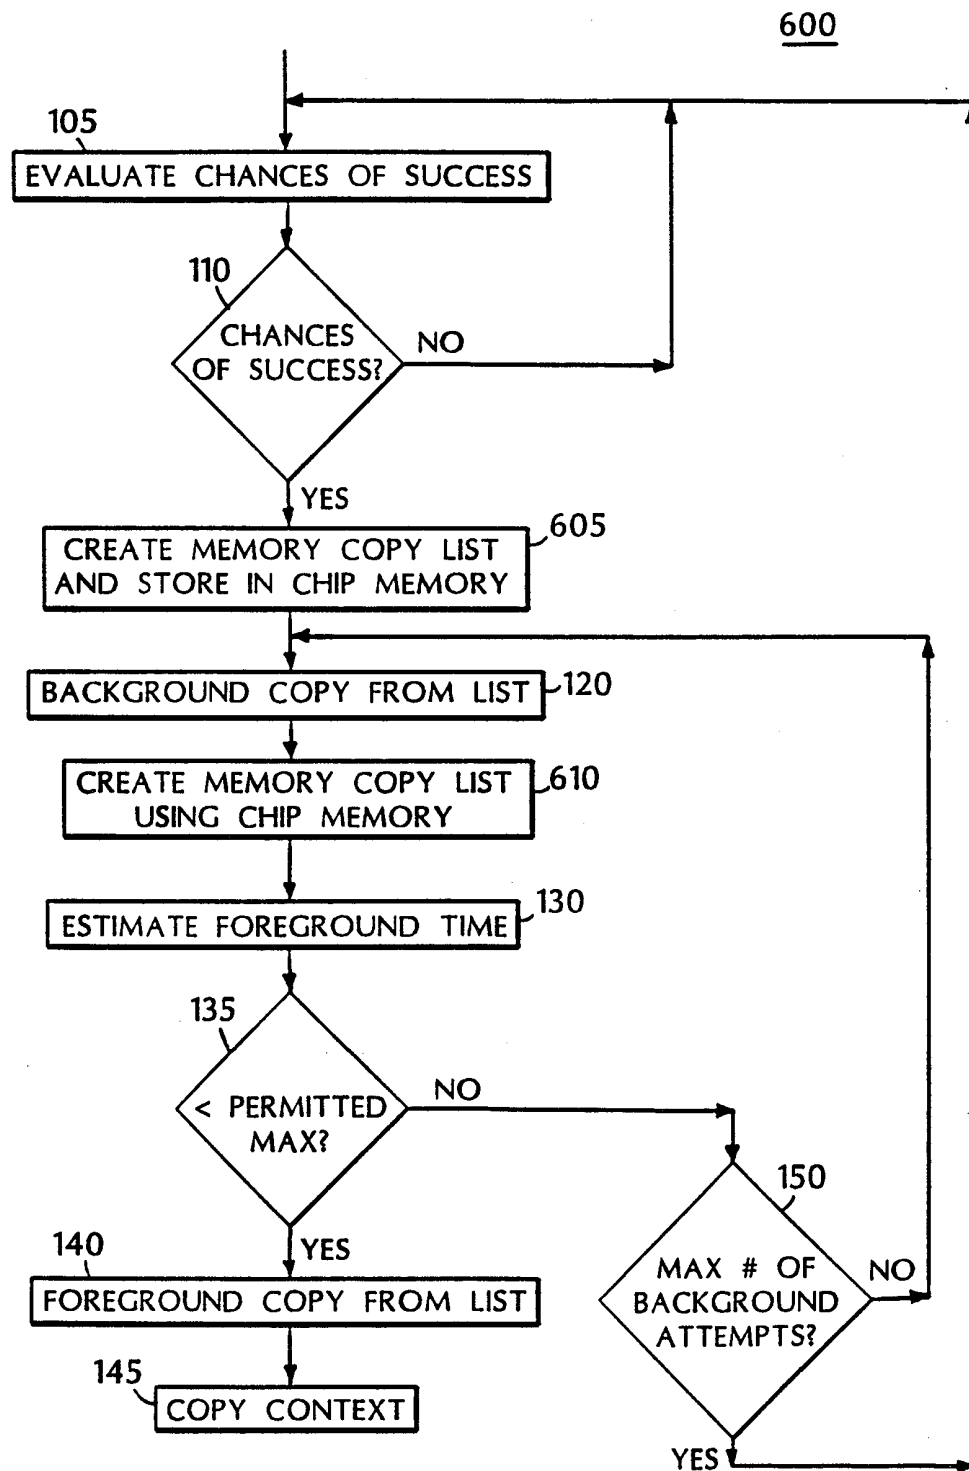 600
105
EVALUATE CHANCES OF SUCCESS
110
CHANCES
OF SUCCESS?
NO
YES
605
CREATE MEMORY COPY LIST
AND STORE IN CHIP MEMORY
BACKGROUND COPY FROM LIST
120
CREATE MEMORY COPY LIST
USING CHIP MEMORY
610
ESTIMATE FOREGROUND TIME
130
135
< PERMITTED
MAX?
NO
YES
150
MAX # OF
BACKGROUND
ATTEMPTS?
NO
YES
140
FOREGROUND COPY FROM LIST
145
COPY CONTEXT